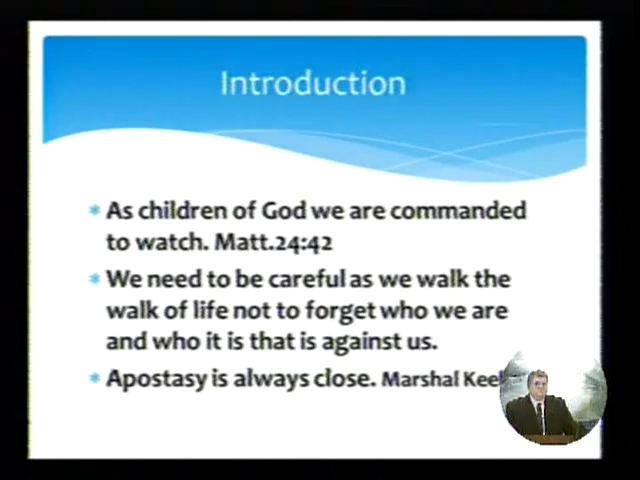 Introduction
* As children of God we are commanded
to watch. Matt.24:42
* We need to be careful as we walk the
walk of life not to forget who we are
and who it is that is against us.
* Apostasy is always close. Marshal